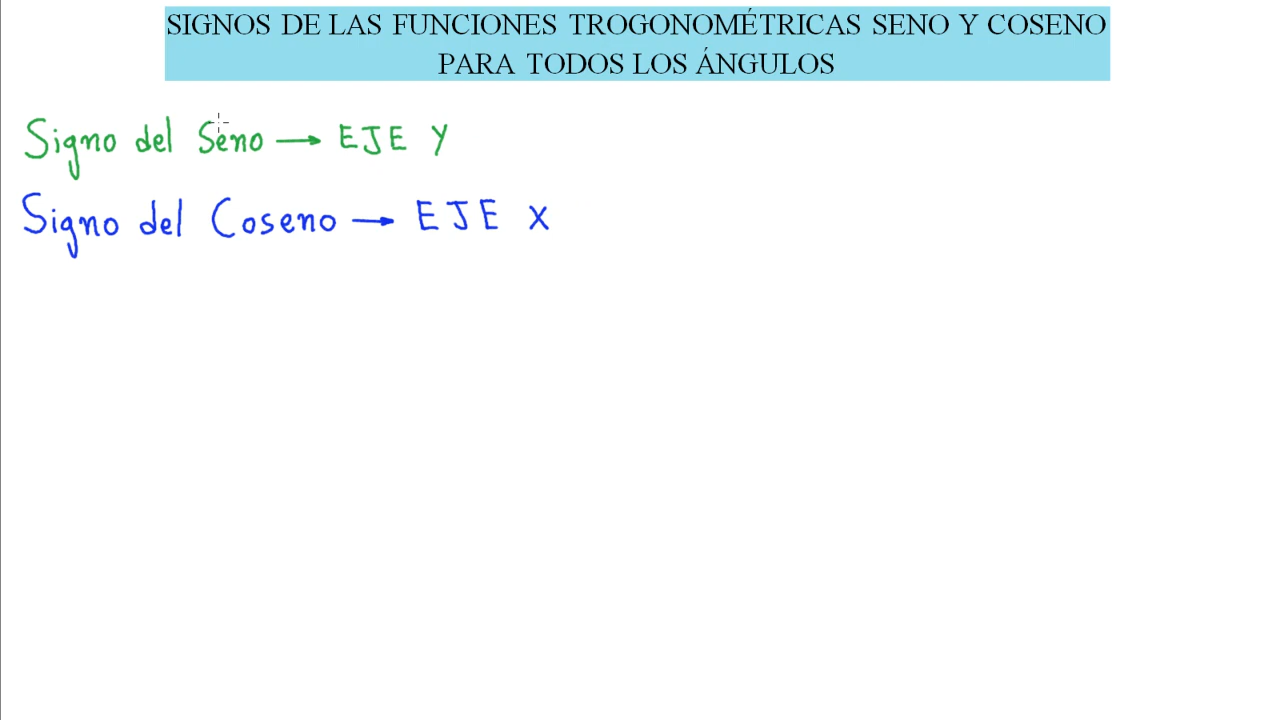 SIGNOS DE LAS FUNCIONES TROGONOMÉTRICAS SENO Y COSENO
PARA TODOS LOS ÁNGULOS
Signo del Seno → EJE Y
Signo del Coseno → EJE X